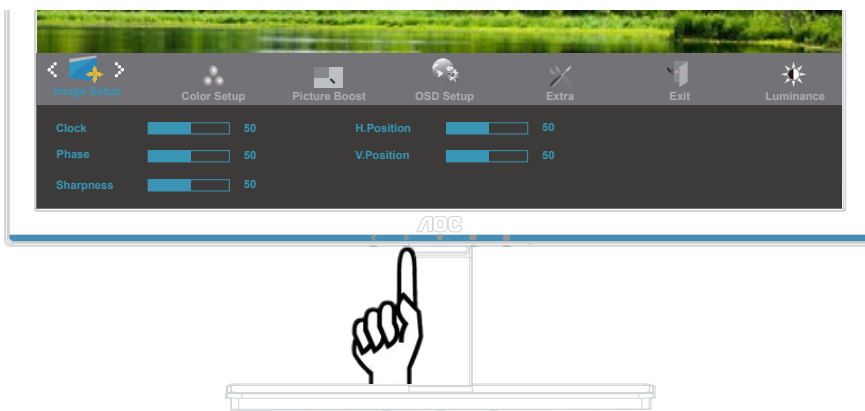 Image Setup
Color Setup
Picture Boost
OSD Setup
Extra
Exit
Luminance
Clock 50 H.Position 50
Phase 50 V.Position 50
Sharpness 50
AOC